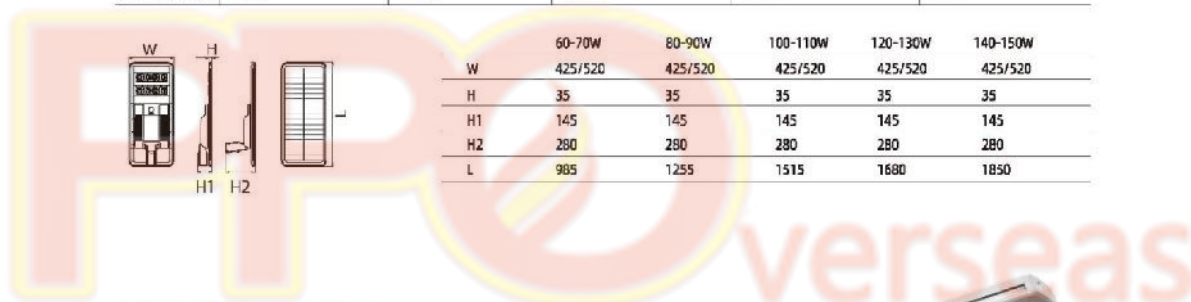 W H
L
H1 H2
60-70W 80-90W 100-110W 120-130W 140-150W
W 425/520 425/520 425/520 425/520 425/520
H 35 35 35 35 35
H1 145 145 145 145 145
H2 280 280 280 280 280
L 985 1255 1515 1680 1850
PPO verseas